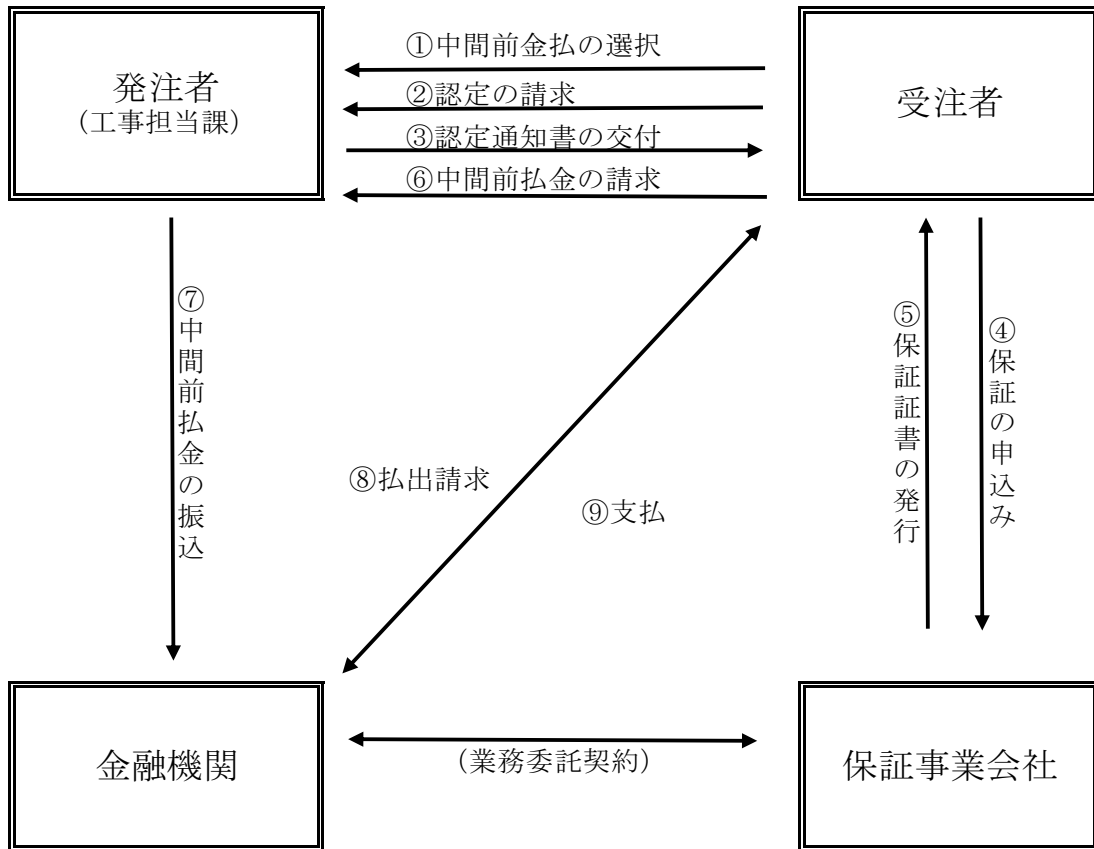 ①中間前金払の選択
発注者
(工事担当課)
②認定の請求
受注者
③認定通知書の交付
⑥中間前払金の請求
⑦中間前払金の振込
⑤保証証書の発行
④保証の申込み
⑧払出請求
⑨支払
金融機関
(業務委託契約)
保証事業会社